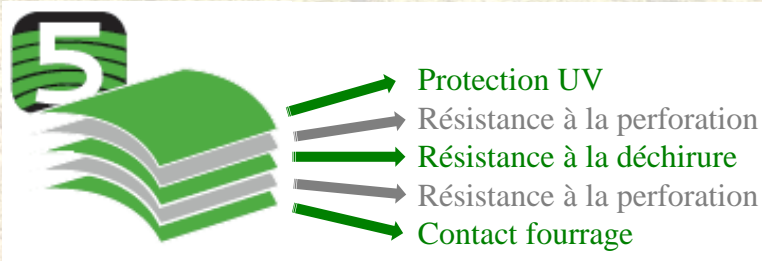 5
Protection UV
Résistance à la perforation
Résistance à la déchirure
Résistance à la perforation
Contact fourrage